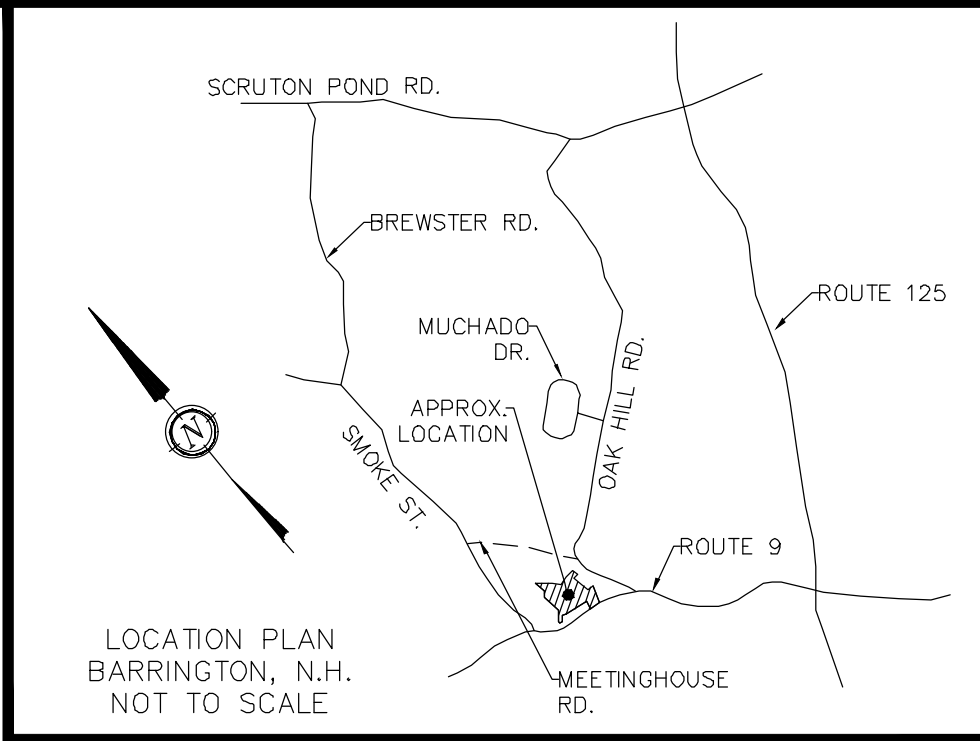 SCRUTON POND RD.
BREWSTER RD.
ROUTE 125
MUCHADO
DR.
OAK HILL RD.
APPROX.
LOCATION
SMOKE ST.
N
ROUTE 9
LOCATION PLAN
BARRINGTON, N.H.
NOT TO SCALE
MEETINGHOUSE
RD.